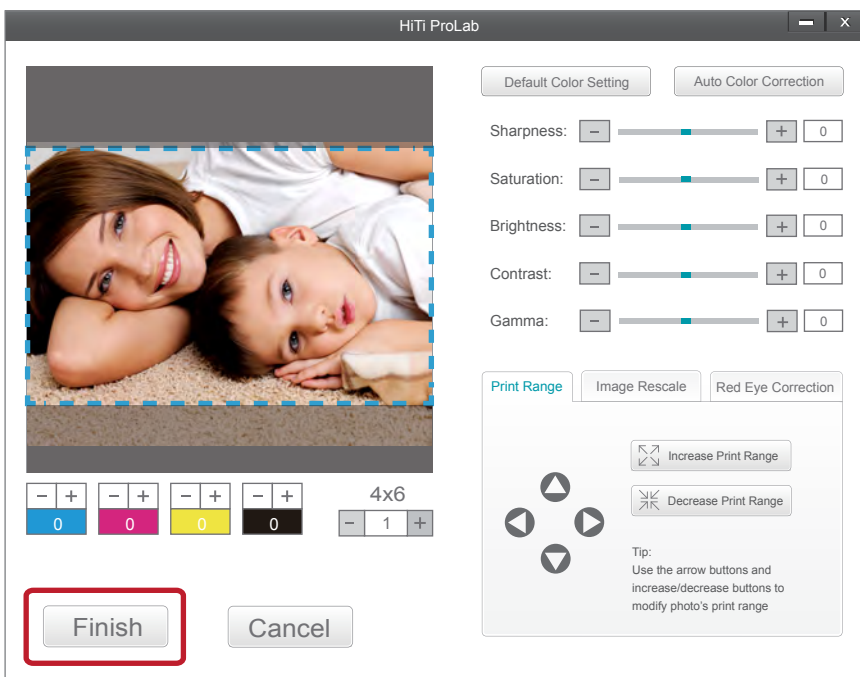 HiTi ProLab
x
Default Color Setting
Auto Color Correction
Sharpness: - + 0
Saturation: - + 0
Brightness: - + 0
Contrast: - + 0
Gamma: - + 0
Print Range
Image Rescale
Red Eye Correction
Increase Print Range
Decrease Print Range
Tip:
Use the arrow buttons and
increase/decrease buttons to
modify photo's print range
- + - + - + - +
0 0 0 0
4x6
- 1 +
Finish
Cancel